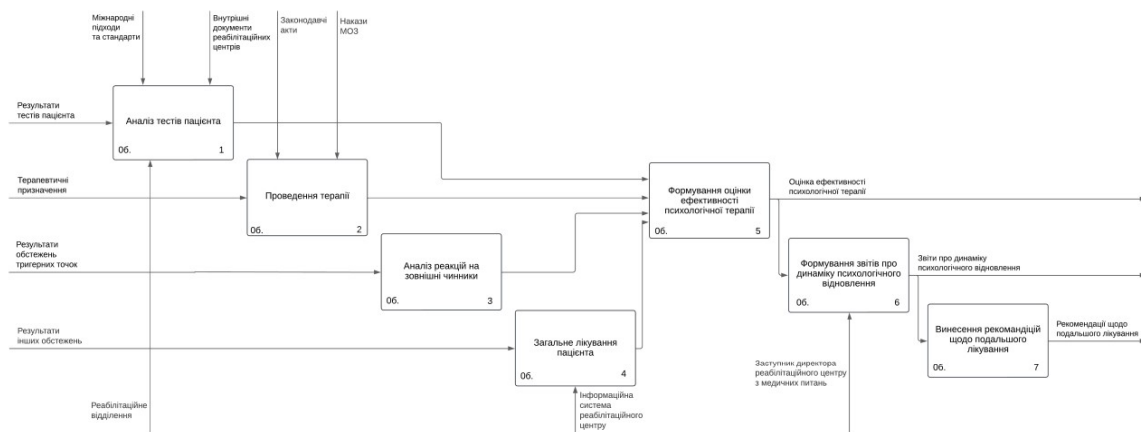 Міжнародні
підходи
та стандарти
Внутрішні
документи
реабілітаційних
центрів
Законодавчі
акти
Накази
МОЗ
Результати
тестів пацієнта
Аналіз тестів пацієнта
0б.
1
Терапевтичні
призначення
Проведення терапії
0б.
2
Результати
обстежень
тригерних точок
Аналіз реакцій на
зовнішні чинники
0б.
3
Результати
інших обстежень
Загальне лікування
пацієнта
0б.
4
Формування оцінки
ефективності
психологічної терапії
0б.
5
Оцінка ефективності
психологічної терапії
Формування звітів про
динаміку психологічного
відновлення
0б.
6
Звіти про динаміку
психологічного відновлення
Винесення рекомандіцій
щодо подальшого
лікування
0б.
7
Рекомендації щодо
подальшого лікування
Реабілітаційне
відділення
Інформаційна
система
реабілітаційного
центру
Заступник директора
реабілітаційного центру
з медичних питань